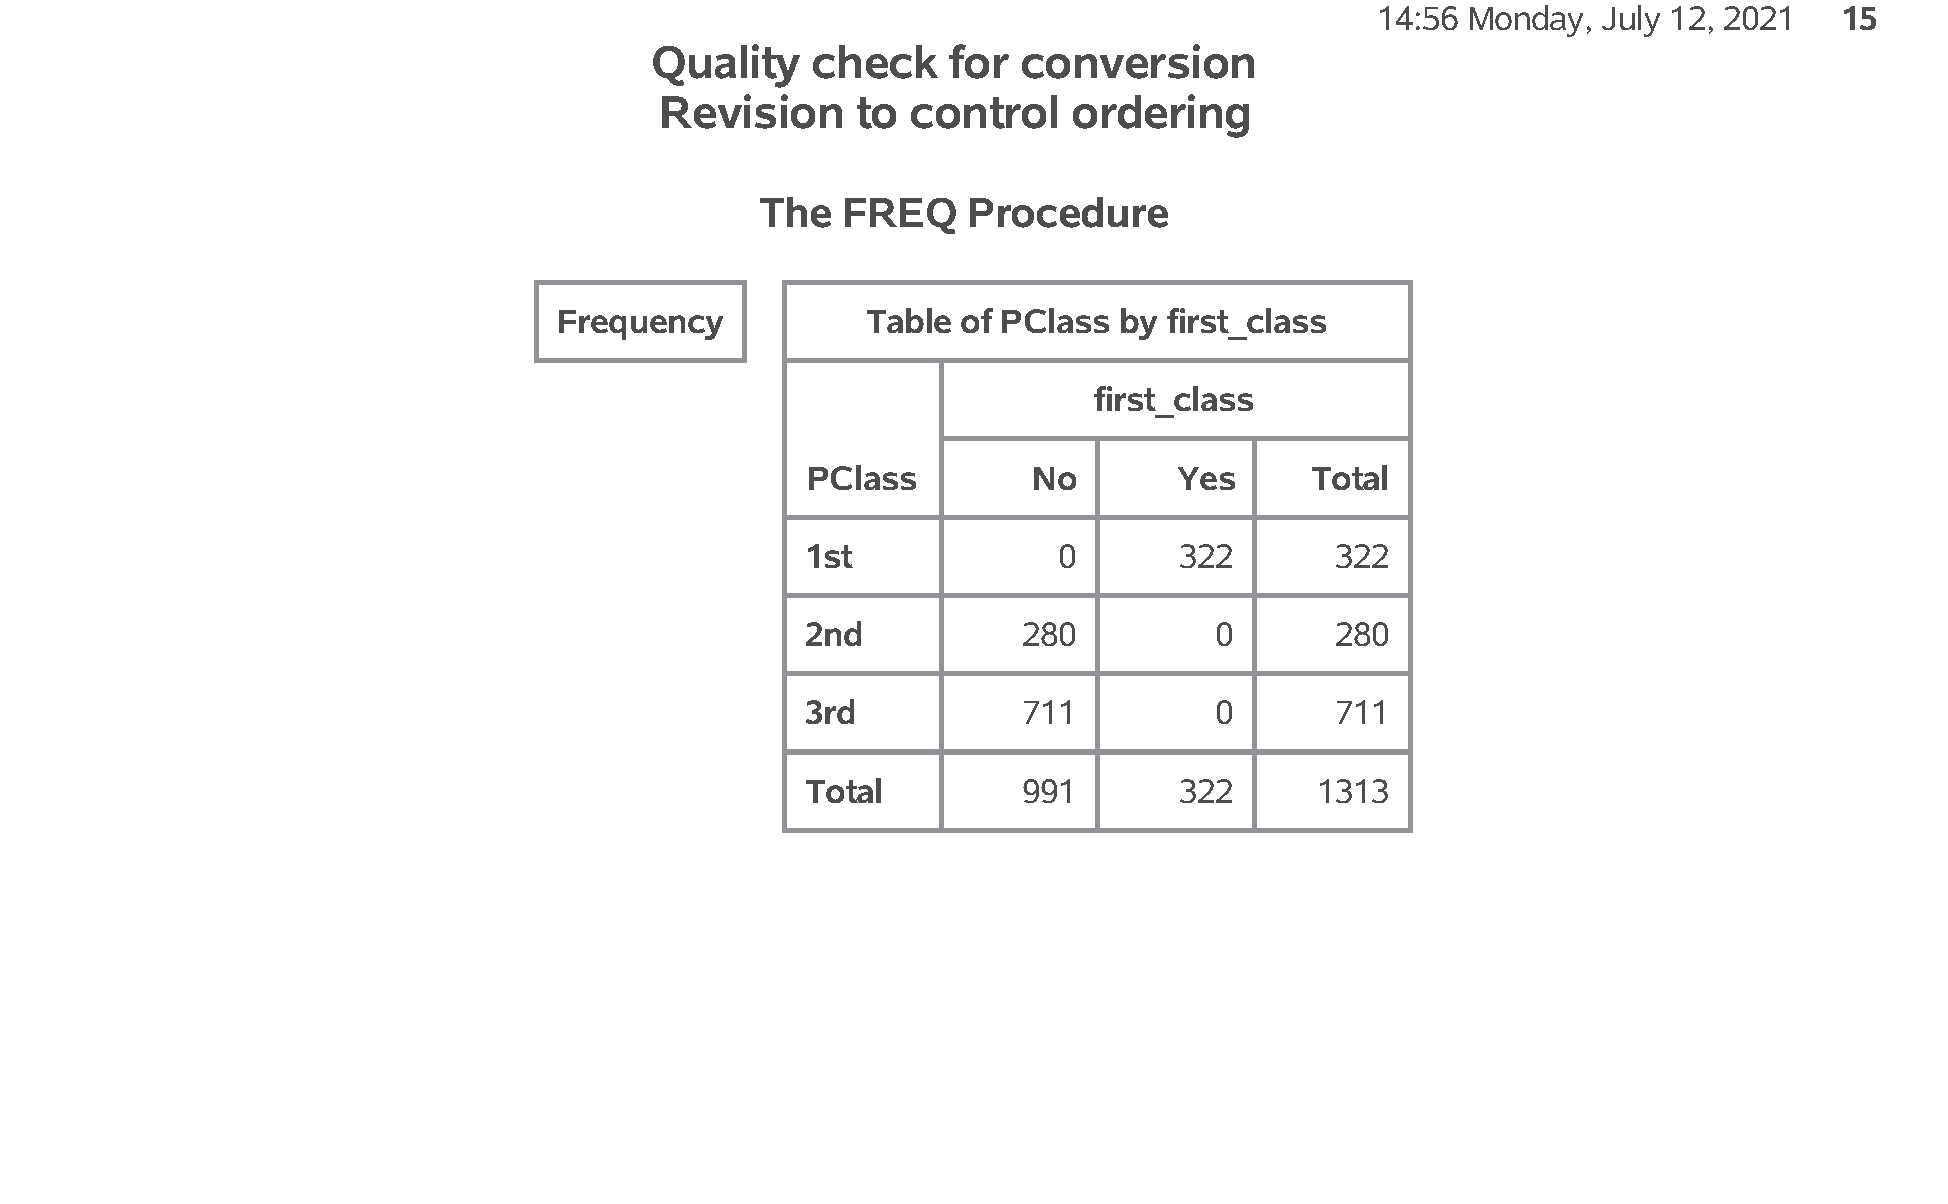 14:56 Monday, July 12, 2021 15
Quality check for conversion
Revision to control ordering
The FREQ Procedure
Frequency
Table of PClass by first_class
first_class
PClass No Yes Total
1st 0 322 322
2nd 280 0 280
3rd 711 0 711
Total 991 322 1313